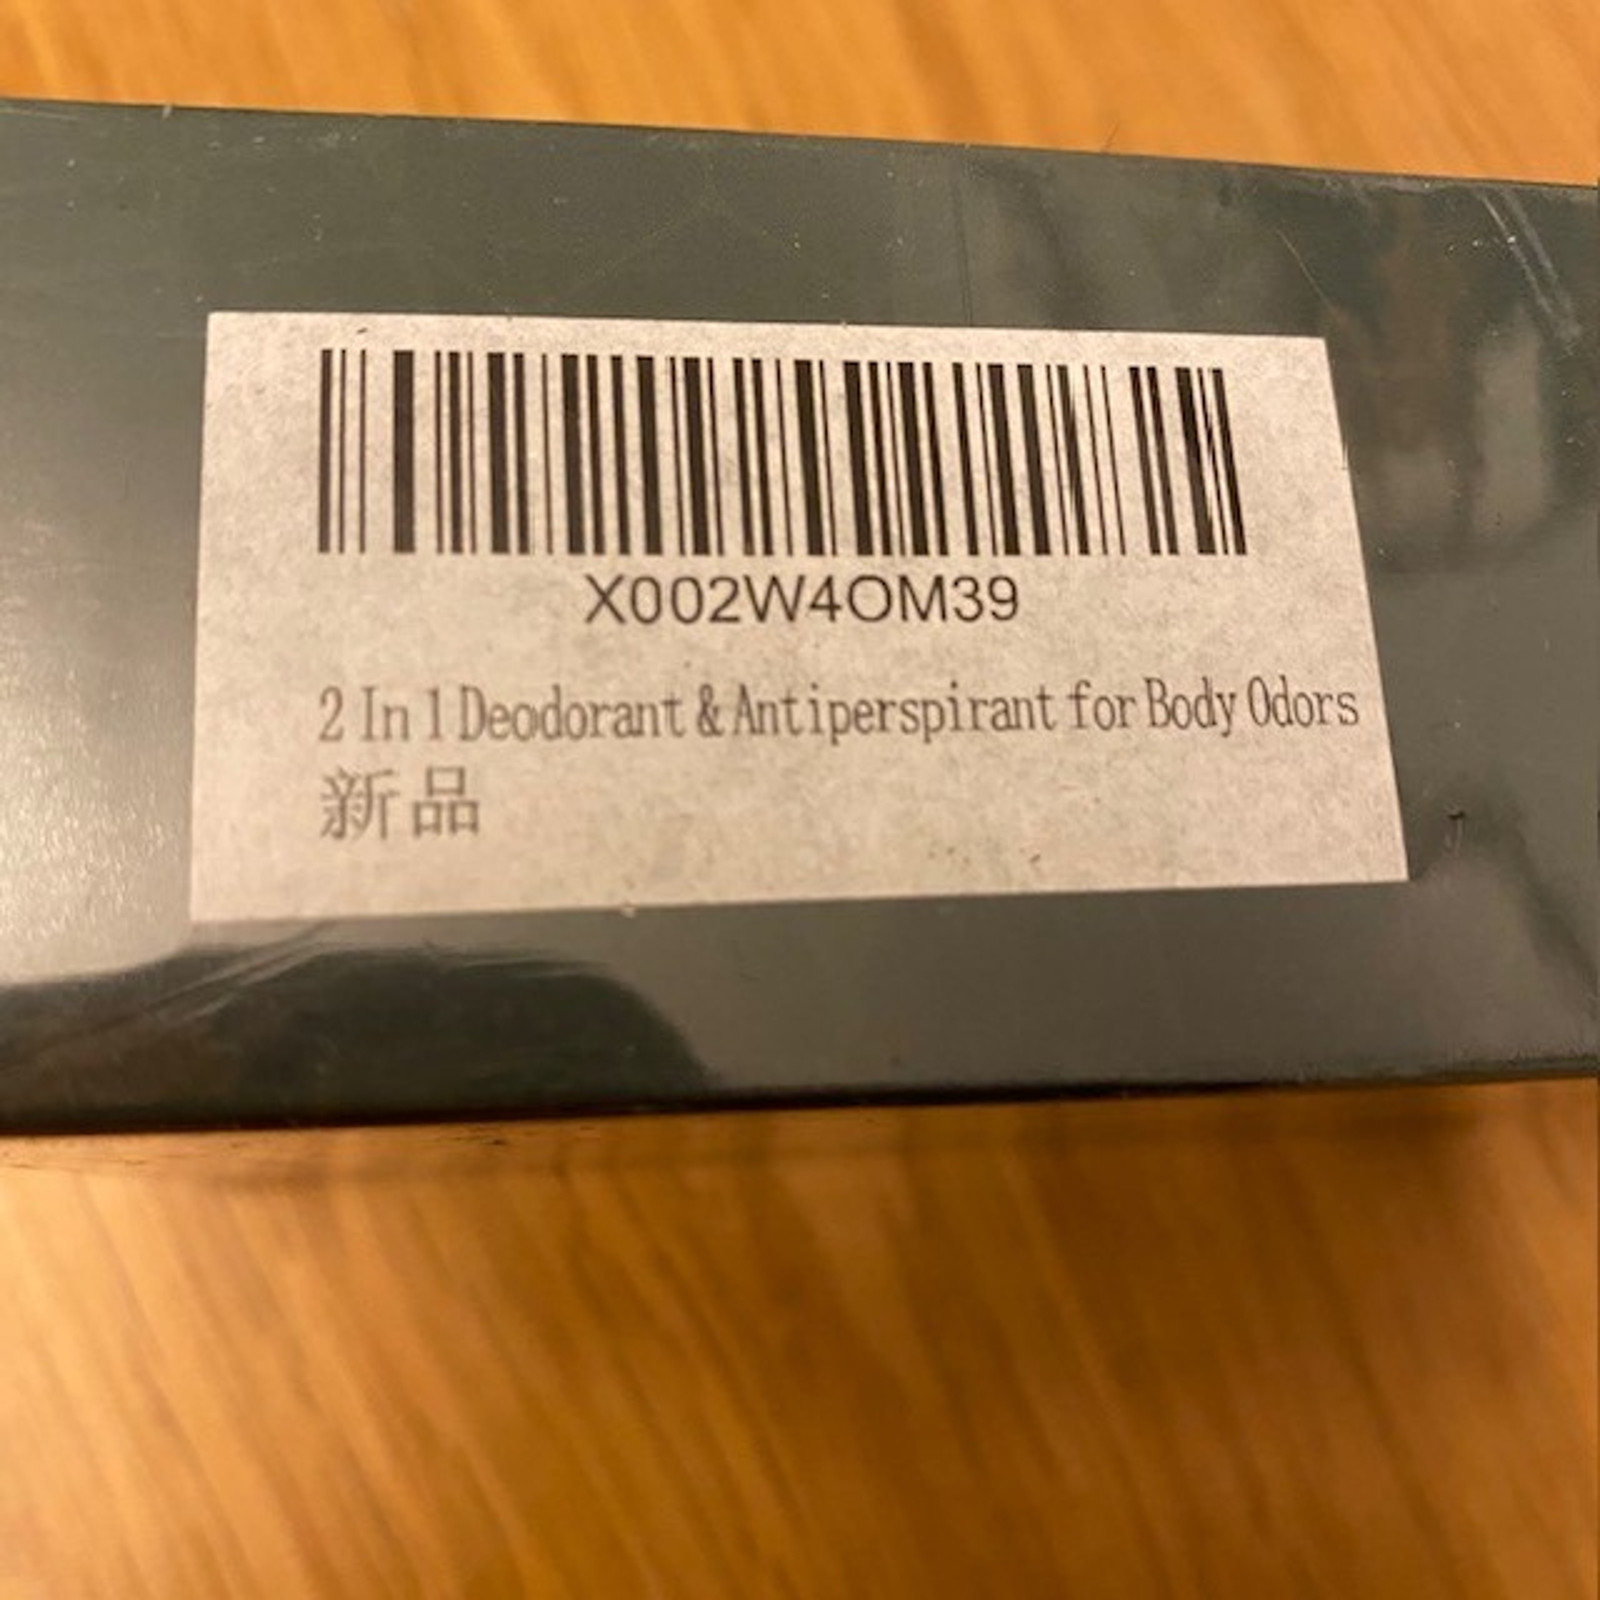 X002W4OM39
2 In 1 Deodorant & Antiperspirant for Body Odors
新品